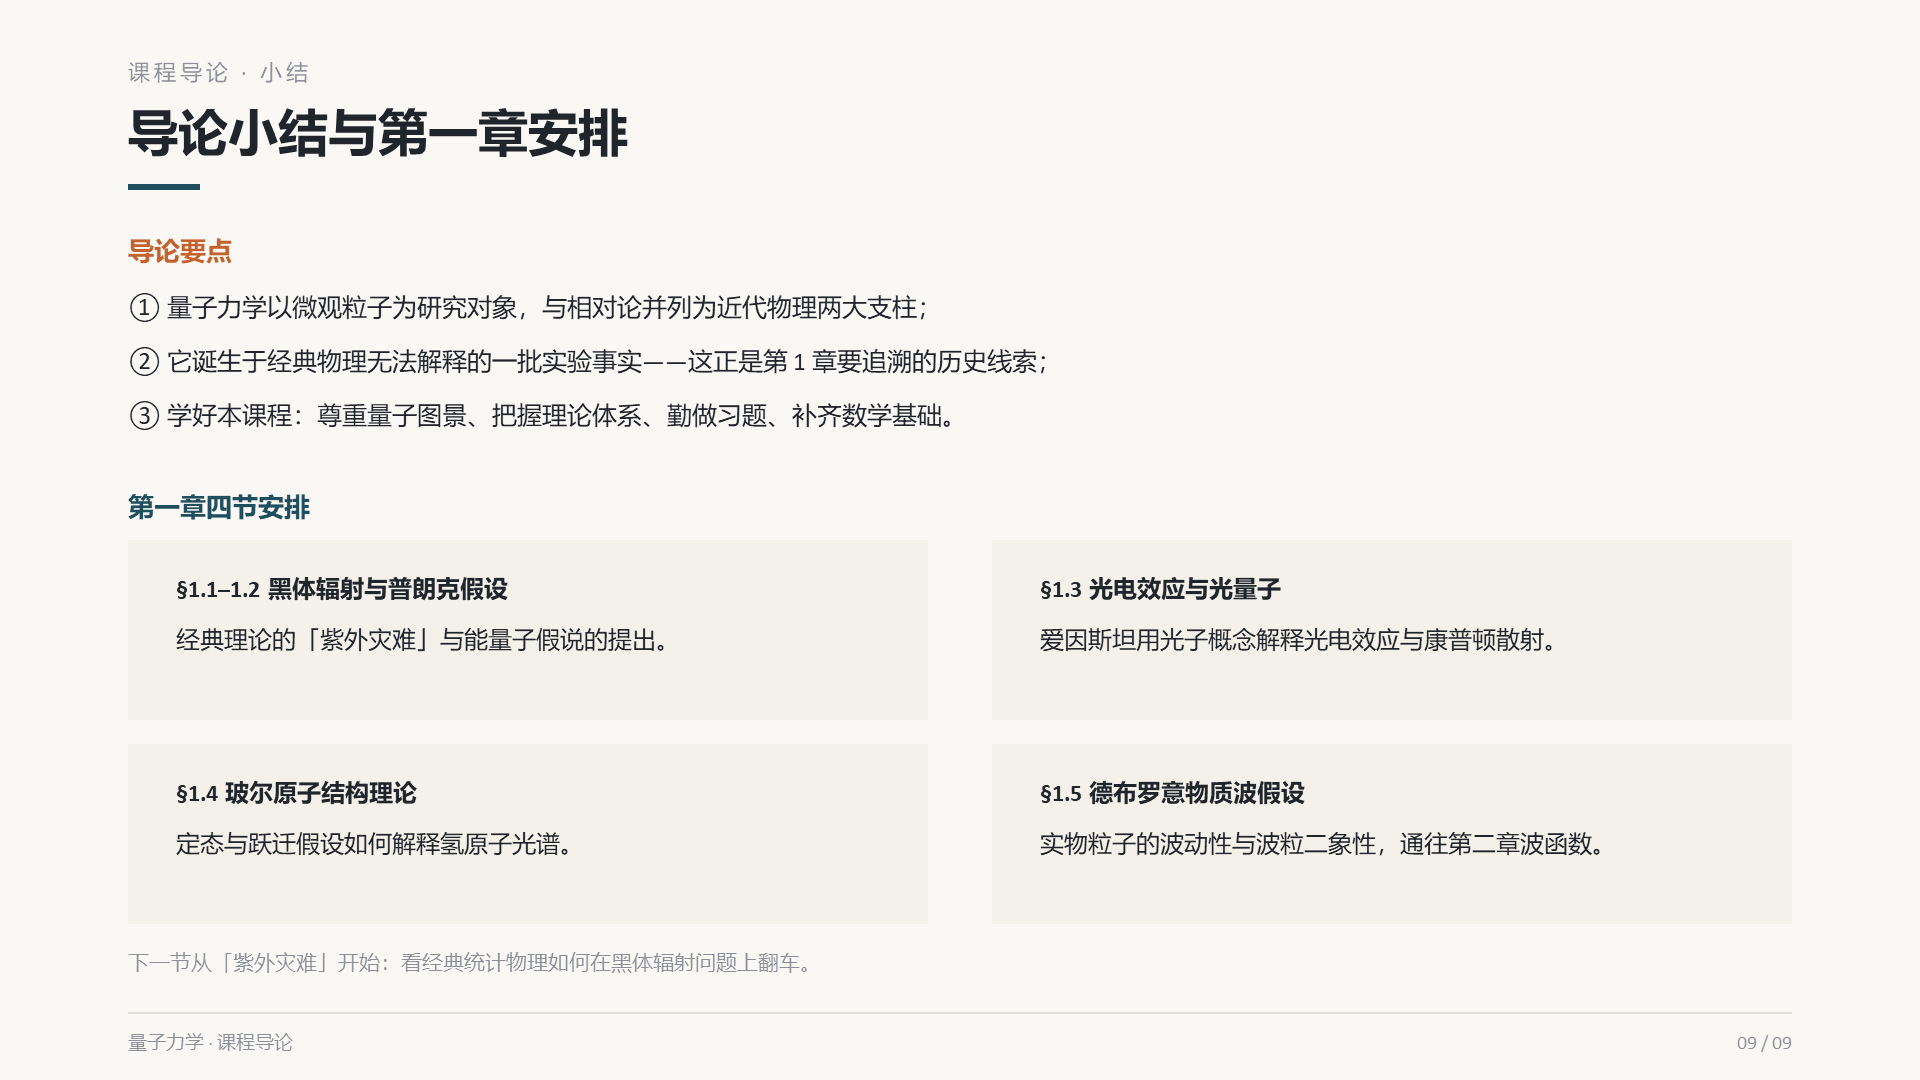 课程导论 · 小结
导论小结与第一章安排
导论要点
① 量子力学以微观粒子为研究对象，与相对论并列为近代物理两大支柱；
② 它诞生于经典物理无法解释的一批实验事实——这正是第 1 章要追溯的历史线索；
③ 学好本课程：尊重量子图景、把握理论体系、勤做习题、补齐数学基础。
第一章四节安排
§1.1–1.2 黑体辐射与普朗克假设
经典理论的「紫外灾难」与能量子假说的提出。
§1.3 光电效应与光量子
爱因斯坦用光子概念解释光电效应与康普顿散射。
§1.4 玻尔原子结构理论
定态与跃迁假设如何解释氢原子光谱。
§1.5 德布罗意物质波假设
实物粒子的波动性与波粒二象性，通往第二章波函数。
下一节从「紫外灾难」开始：看经典统计物理如何在黑体辐射问题上翻车。
量子力学 · 课程导论
09 / 09